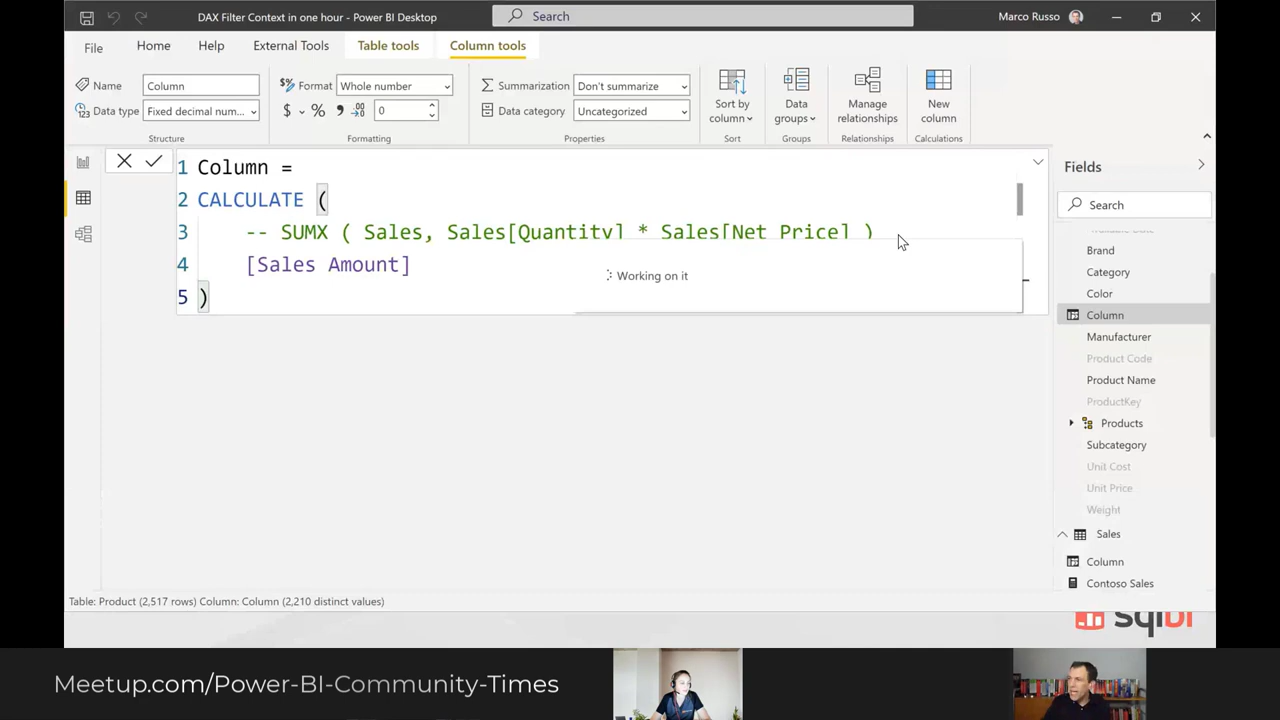 DAX Filter Context in one hour - Power BI Desktop
Search
Marco Russo
File
Home
Help
External Tools
Table tools
Column tools
Name
Column
Data type
Fixed decimal num...
Structure
Format
Whole number
$
%
0
Formatting
Summarization
Don't summarize
Data category
Uncategorized
Properties
Sort by
column
Sort
Data
groups
Groups
Manage
relationships
Relationships
New
column
Calculations
1 Column =
2 CALCULATE (
3 -- SUMX ( Sales, Sales[Quantity] * Sales[Net Price] )
4 [Sales Amount]
5 )
Working on it
Fields
Search
Brand
Category
Color
Column
Manufacturer
Product Code
Product Name
ProductKey
Products
Subcategory
Unit Cost
Unit Price
Weight
Sales
Column
Contoso Sales
Table: Product (2,517 rows) Column: Column (2,210 distinct values)
sqlbi
Meetup.com/Power-BI-Community-Times